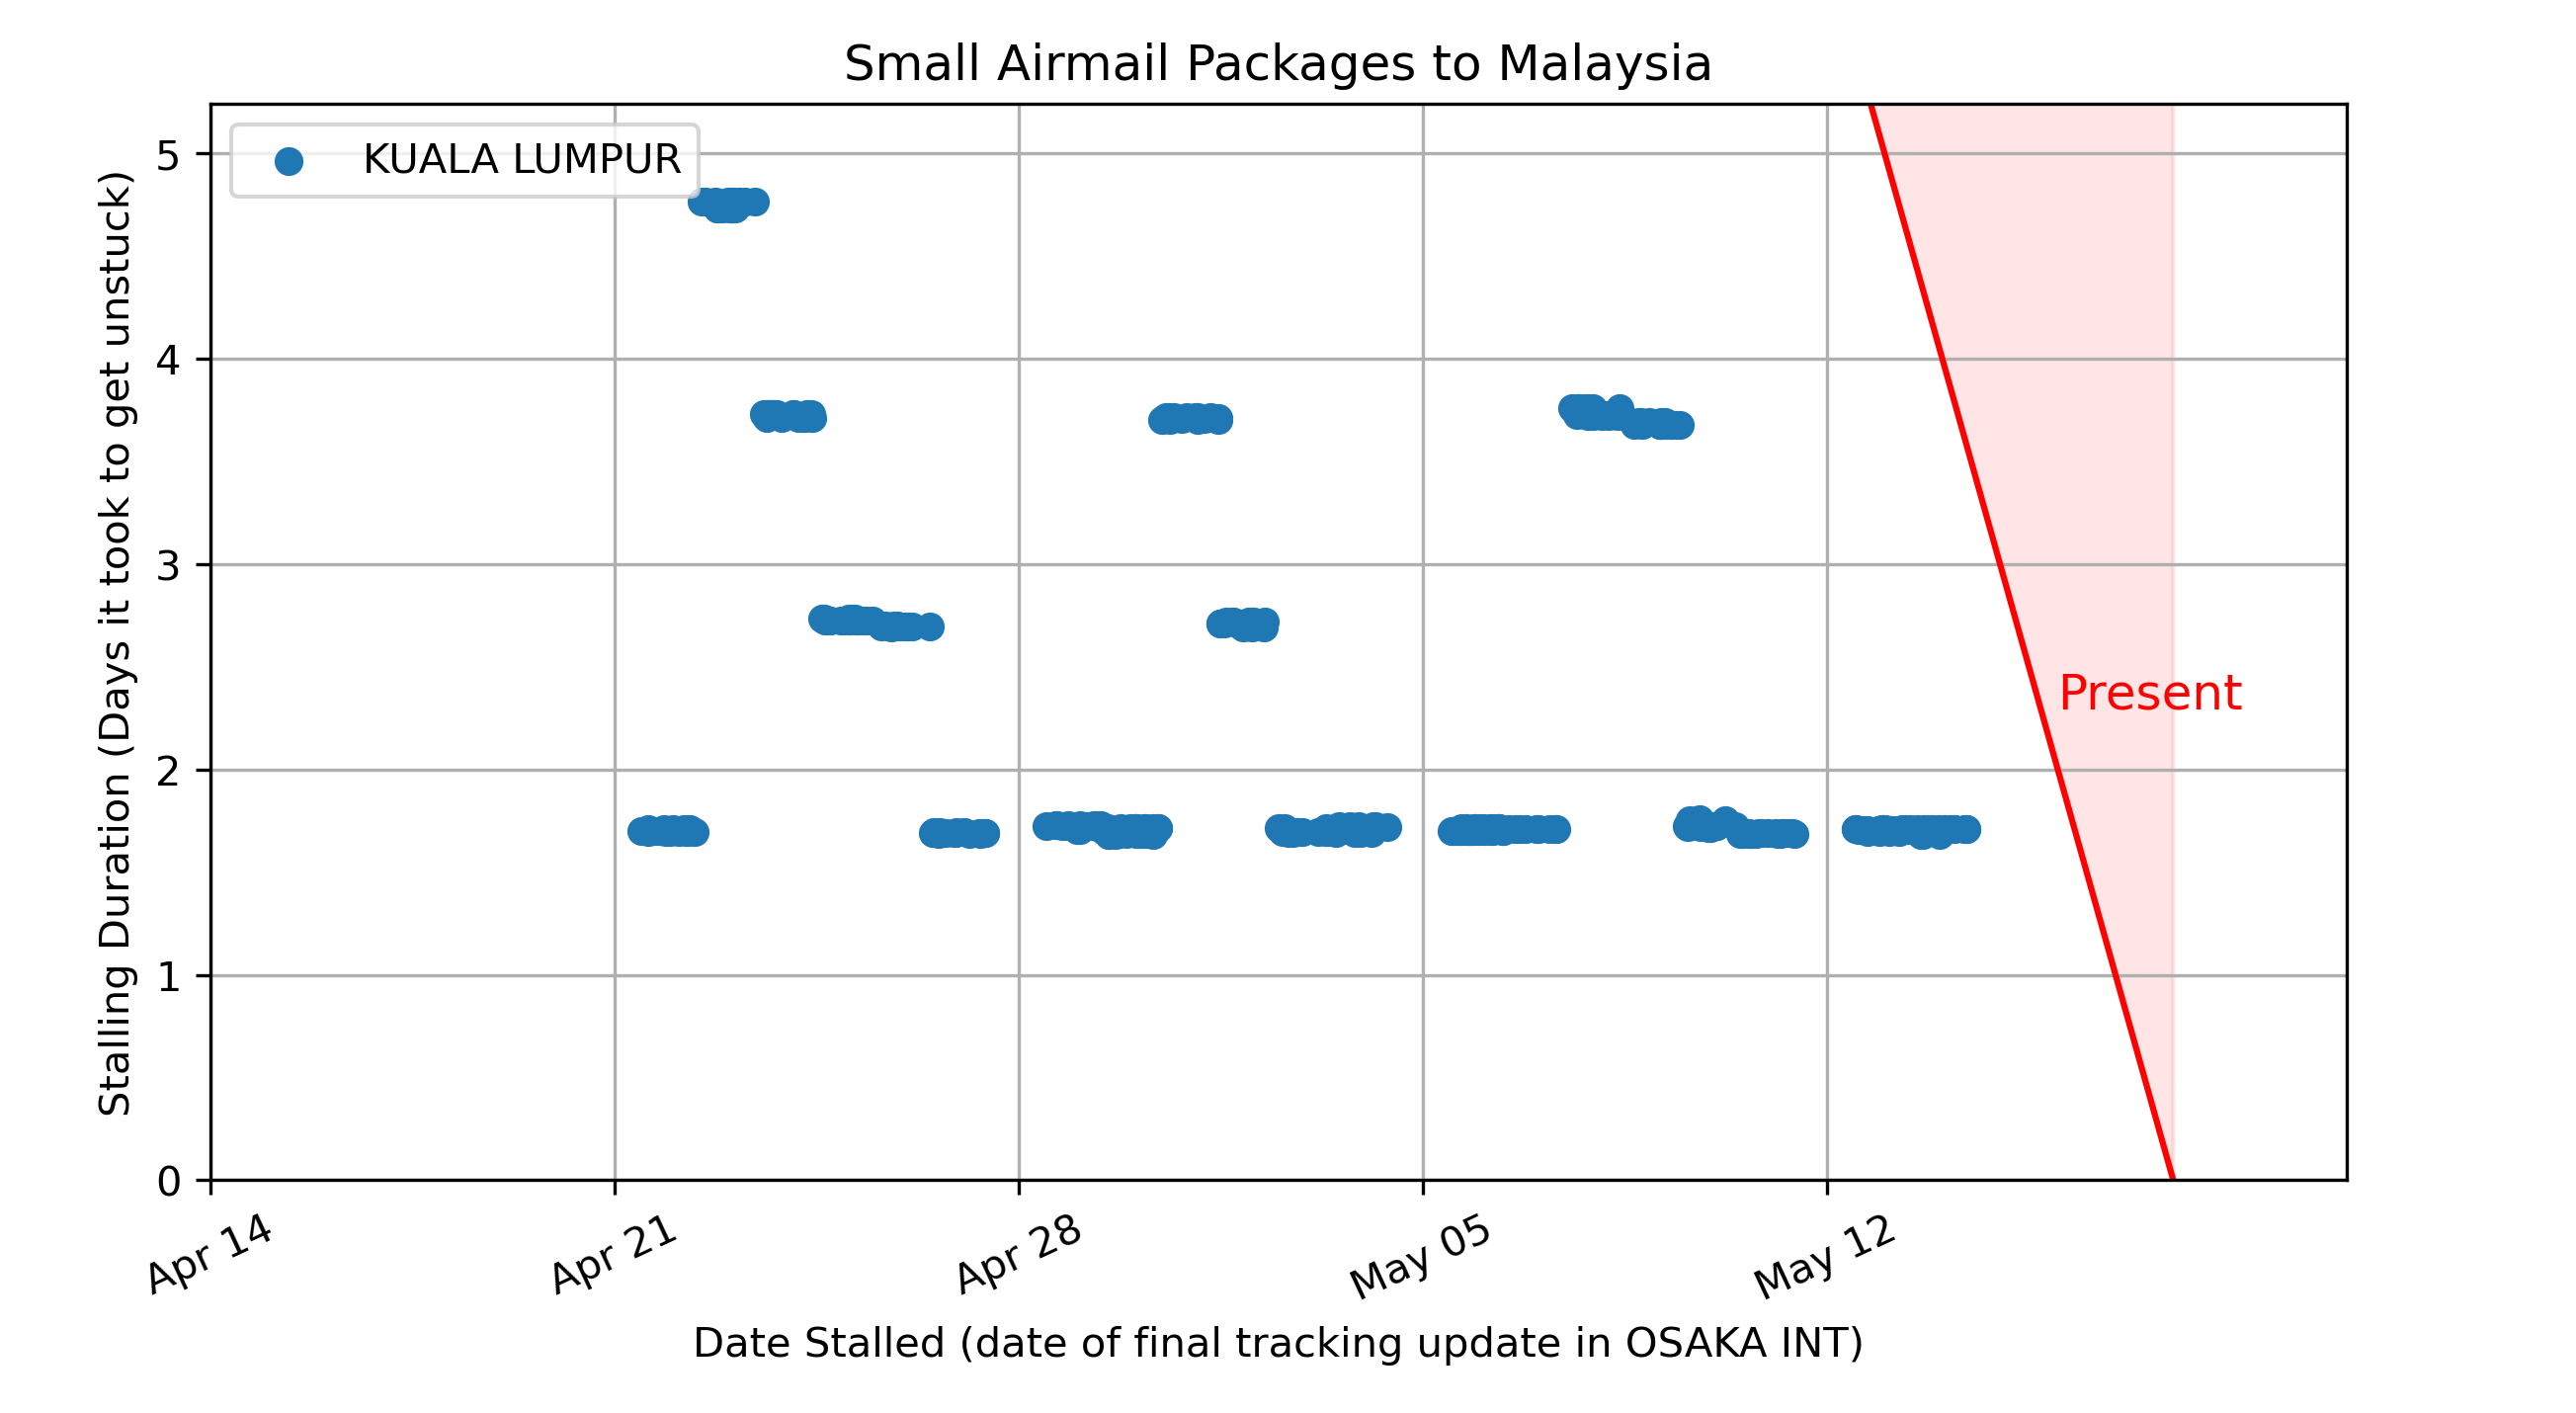 Small Airmail Packages to Malaysia
KUALA LUMPUR
Stalling Duration (Days it took to get unstuck)
5
4
3
2
1
0
Present
Apr 14
Apr 21
Apr 28
May 05
May 12
Date Stalled (date of final tracking update in OSAKA INT)